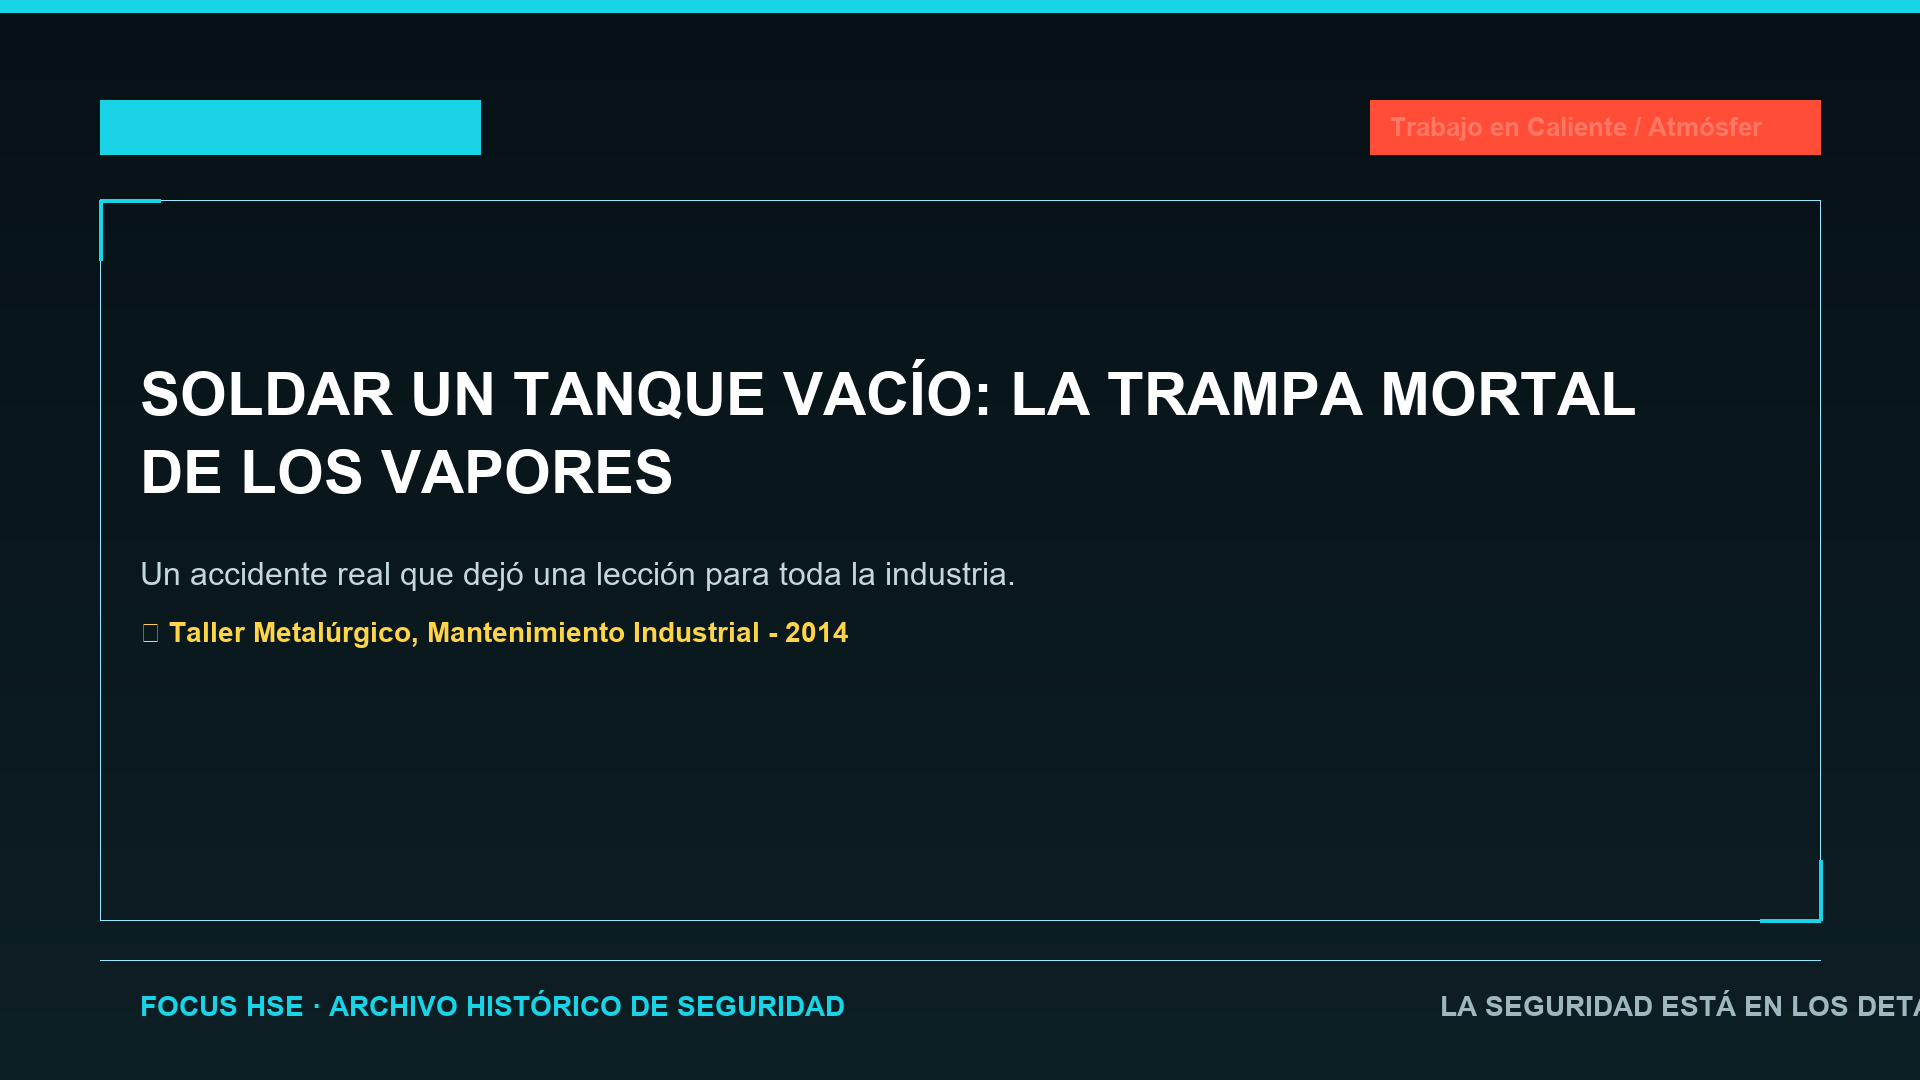 Trabajo en Caliente / Atmósfer
SOLDAR UN TANQUE VACÍO: LA TRAMPA MORTAL
DE LOS VAPORES
Un accidente real que dejó una lección para toda la industria.
Taller Metalúrgico, Mantenimiento Industrial - 2014
FOCUS HSE · ARCHIVO HISTÓRICO DE SEGURIDAD
LA SEGURIDAD ESTÁ EN LOS DETA